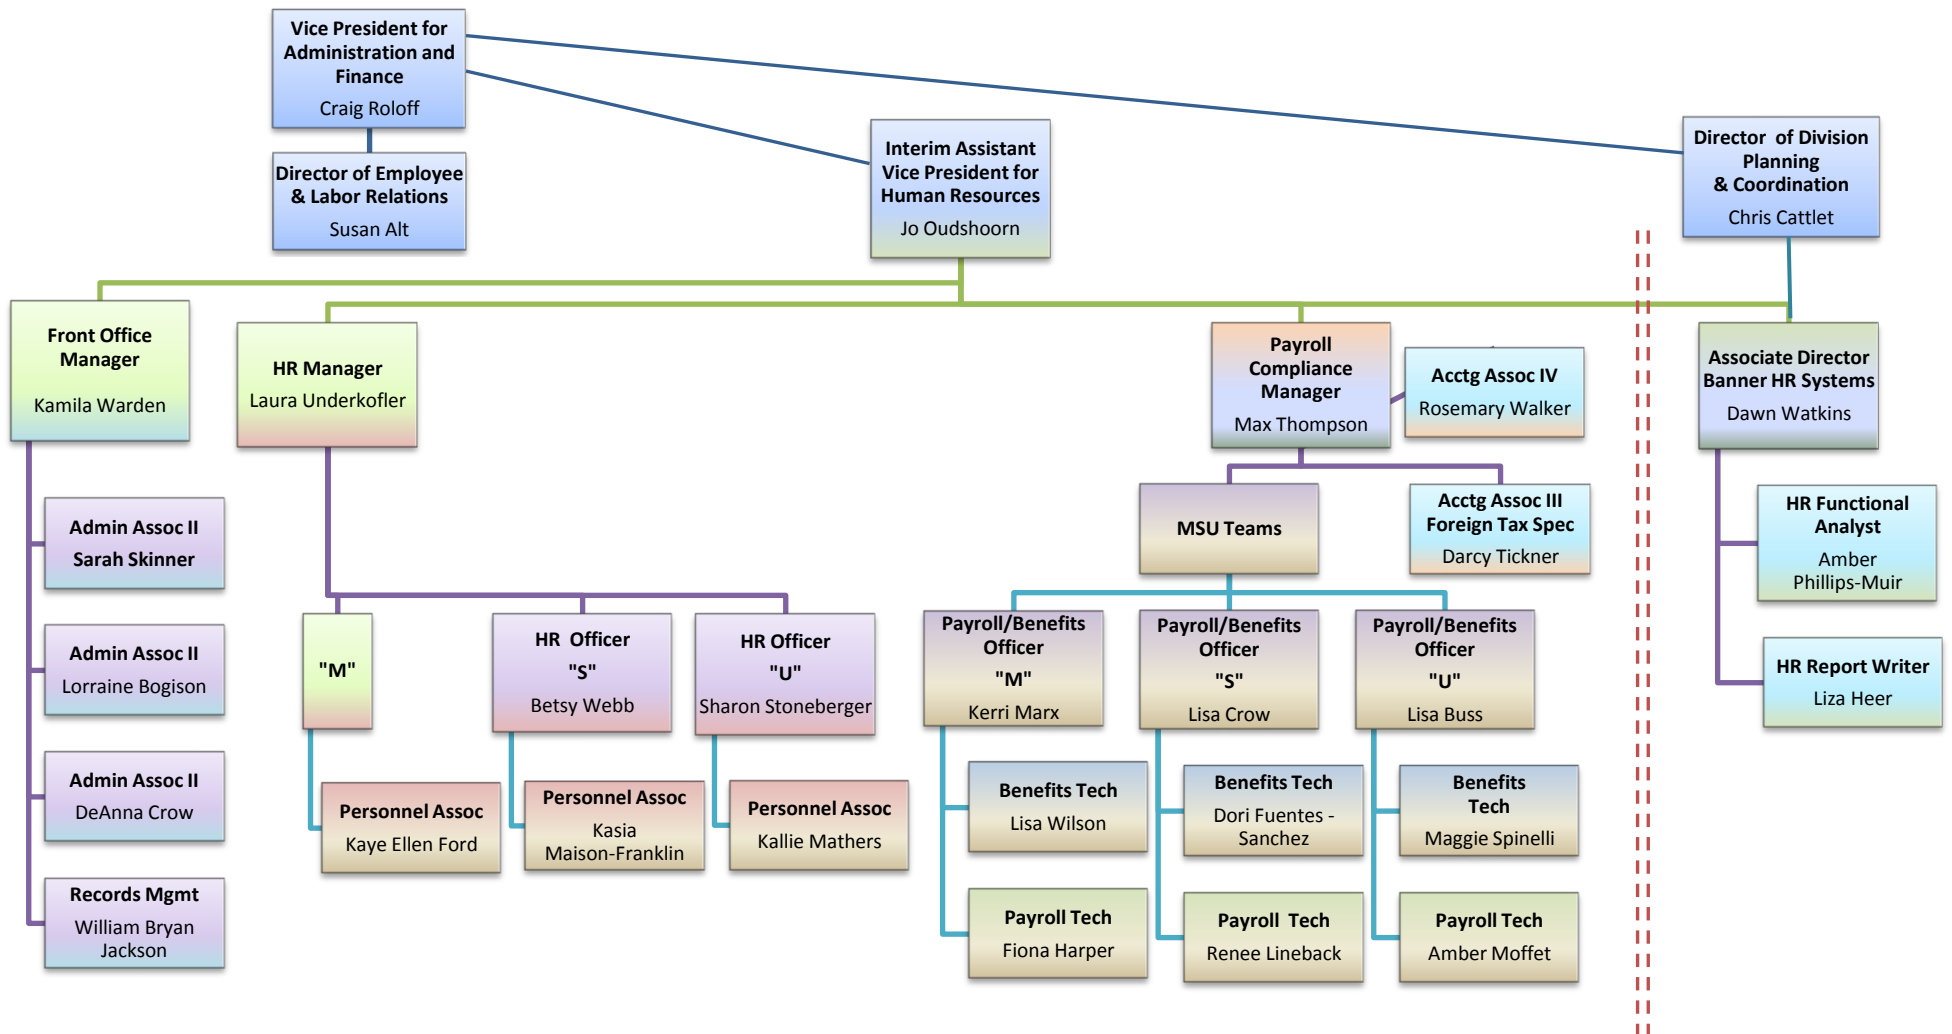 Vice President for
Administration and
Finance
Craig Roloff
Director of Employee
& Labor Relations
Susan Alt
Interim Assistant
Vice President for
Human Resources
Jo Oudshoorn
Director  of Division
Planning
& Coordination
Chris Cattlet
Front Office
Manager
Kamila Warden
HR Manager
Laura Underkofler
Payroll
Compliance
Manager
Max Thompson
Acctg Assoc IV
Rosemary Walker
Associate Director
Banner HR Systems
Dawn Watkins
Admin Assoc II
Sarah Skinner
Admin Assoc II
Lorraine Bogison
Admin Assoc II
DeAnna Crow
Records Mgmt
William Bryan
Jackson
"M"
HR  Officer
"S"
Betsy Webb
HR Officer
"U"
Sharon Stoneberger
Personnel Assoc
Kaye Ellen Ford
Personnel Assoc
Kasia
Maison-Franklin
Personnel Assoc
Kallie Mathers
MSU Teams
Acctg Assoc III
Foreign Tax Spec
Darcy Tickner
Payroll/Benefits
Officer
"M"
Kerri Marx
Payroll/Benefits
Officer
"S"
Lisa Crow
Payroll/Benefits
Officer
"U"
Lisa Buss
Benefits Tech
Lisa Wilson
Benefits Tech
Dori Fuentes -
Sanchez
Benefits
Tech
Maggie Spinelli
Payroll Tech
Fiona Harper
Payroll  Tech
Renee Lineback
Payroll Tech
Amber Moffet
HR Functional
Analyst
Amber
Phillips-Muir
HR Report Writer
Liza Heer